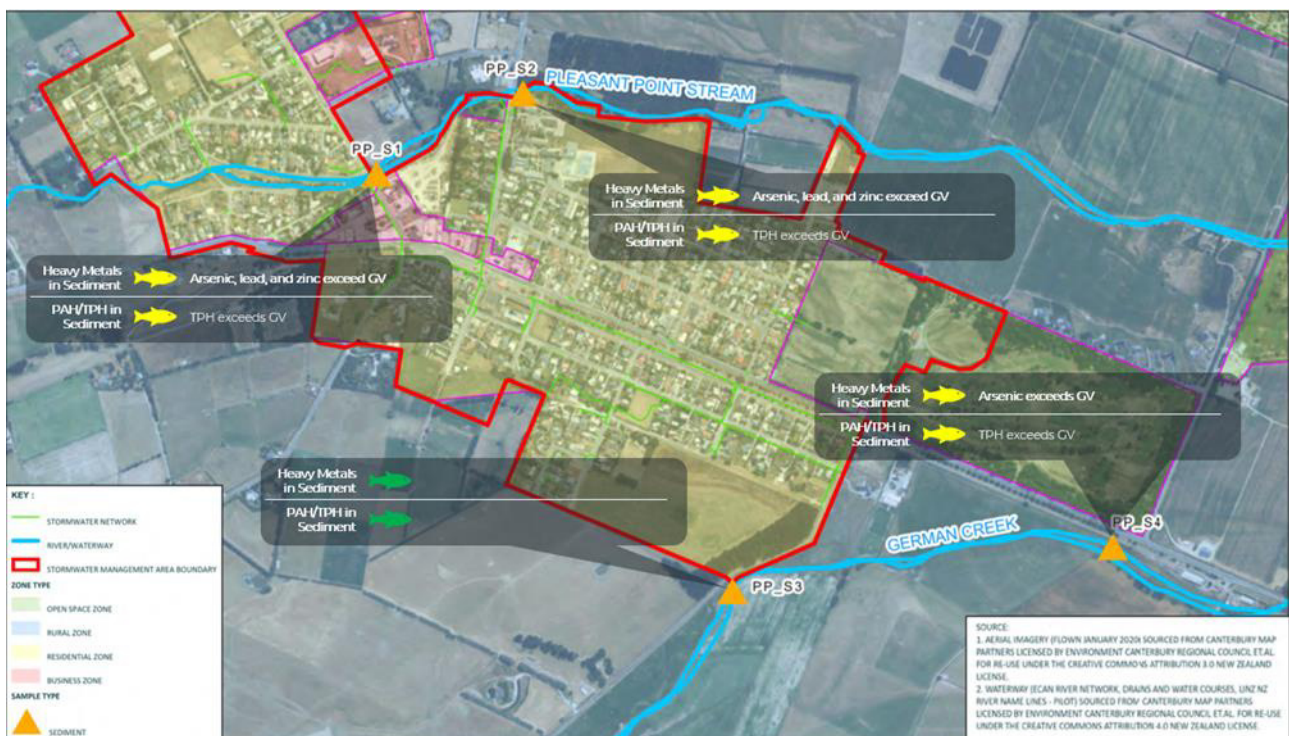 PP_S2
PLEASANT POINT STREAM
PP_S1
Heavy Metals
in Sediment
Arsenic, lead, and zinc exceed GV
PAH/TPH in
Sediment
TPH exceeds GV
Heavy Metals
in Sediment
Arsenic, lead, and zinc exceed GV
PAH/TPH in
Sediment
TPH exceeds GV
Heavy Metals
in Sediment
Arsenic exceeds GV
PAH/TPH in
Sediment
TPH exceeds GV
Heavy Metals
in Sediment
PAH/TPH in
Sediment
GERMAN CREEK
PP_S4
PP_S3
KEY :
STORMWATER NETWORK
RIVER/WATERWAY
STORMWATER MANAGEMENT AREA BOUNDARY
ZONE TYPE
OPEN SPACE ZONE
RURAL ZONE
RESIDENTIAL ZONE
BUSINESS ZONE
SAMPLE TYPE
SEDIMENT
SOURCE:
1. AERIAL IMAGERY (FLOWN JANUARY 2020) SOURCED FROM CANTERBURY MAP
PARTNERS LICENSED BY ENVIRONMENT CANTERBURY REGIONAL COUNCIL ET.AL.
FOR RE-USE UNDER THE CREATIVE COMMONS ATTRIBUTION 3.0 NEW ZEALAND
LICENSE.
2. WATERWAY (ECAN RIVER NETWORK, DRAINS AND WATER COURSES, LINZ NZ
RIVER NAME LINES - PILOT) SOURCED FROM CANTERBURY MAP PARTNERS
LICENSED BY ENVIRONMENT CANTERBURY REGIONAL COUNCIL ET.AL. FOR RE-USE
UNDER THE CREATIVE COMMONS ATTRIBUTION 4.0 NEW ZEALAND LICENSE.